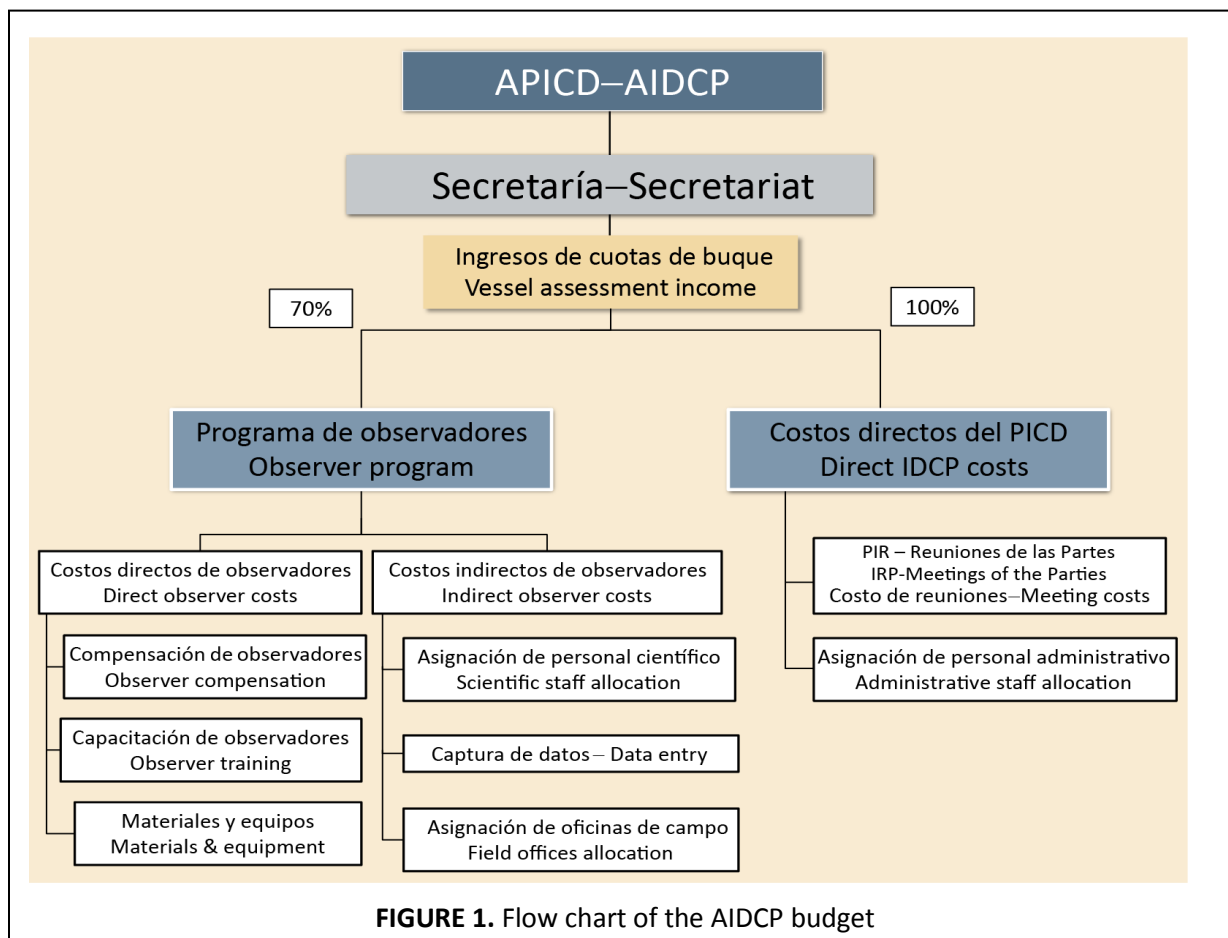 APICD–AIDCP
Secretaría–Secretariat
Ingresos de cuotas de buque
Vessel assessment income
70%
100%
Programa de observadores
Observer program
Costos directos del PICD
Direct IDCP costs
Costos directos de observadores
Direct observer costs
Costos indirectos de observadores
Indirect observer costs
PIR – Reuniones de las Partes
IRP-Meetings of the Parties
Costo de reuniones–Meeting costs
Compensación de observadores
Observer compensation
Asignación de personal científico
Scientific staff allocation
Asignación de personal administrativo
Administrative staff allocation
Capacitación de observadores
Observer training
Captura de datos – Data entry
Materiales y equipos
Materials & equipment
Asignación de oficinas de campo
Field offices allocation
FIGURE 1. Flow chart of the AIDCP budget